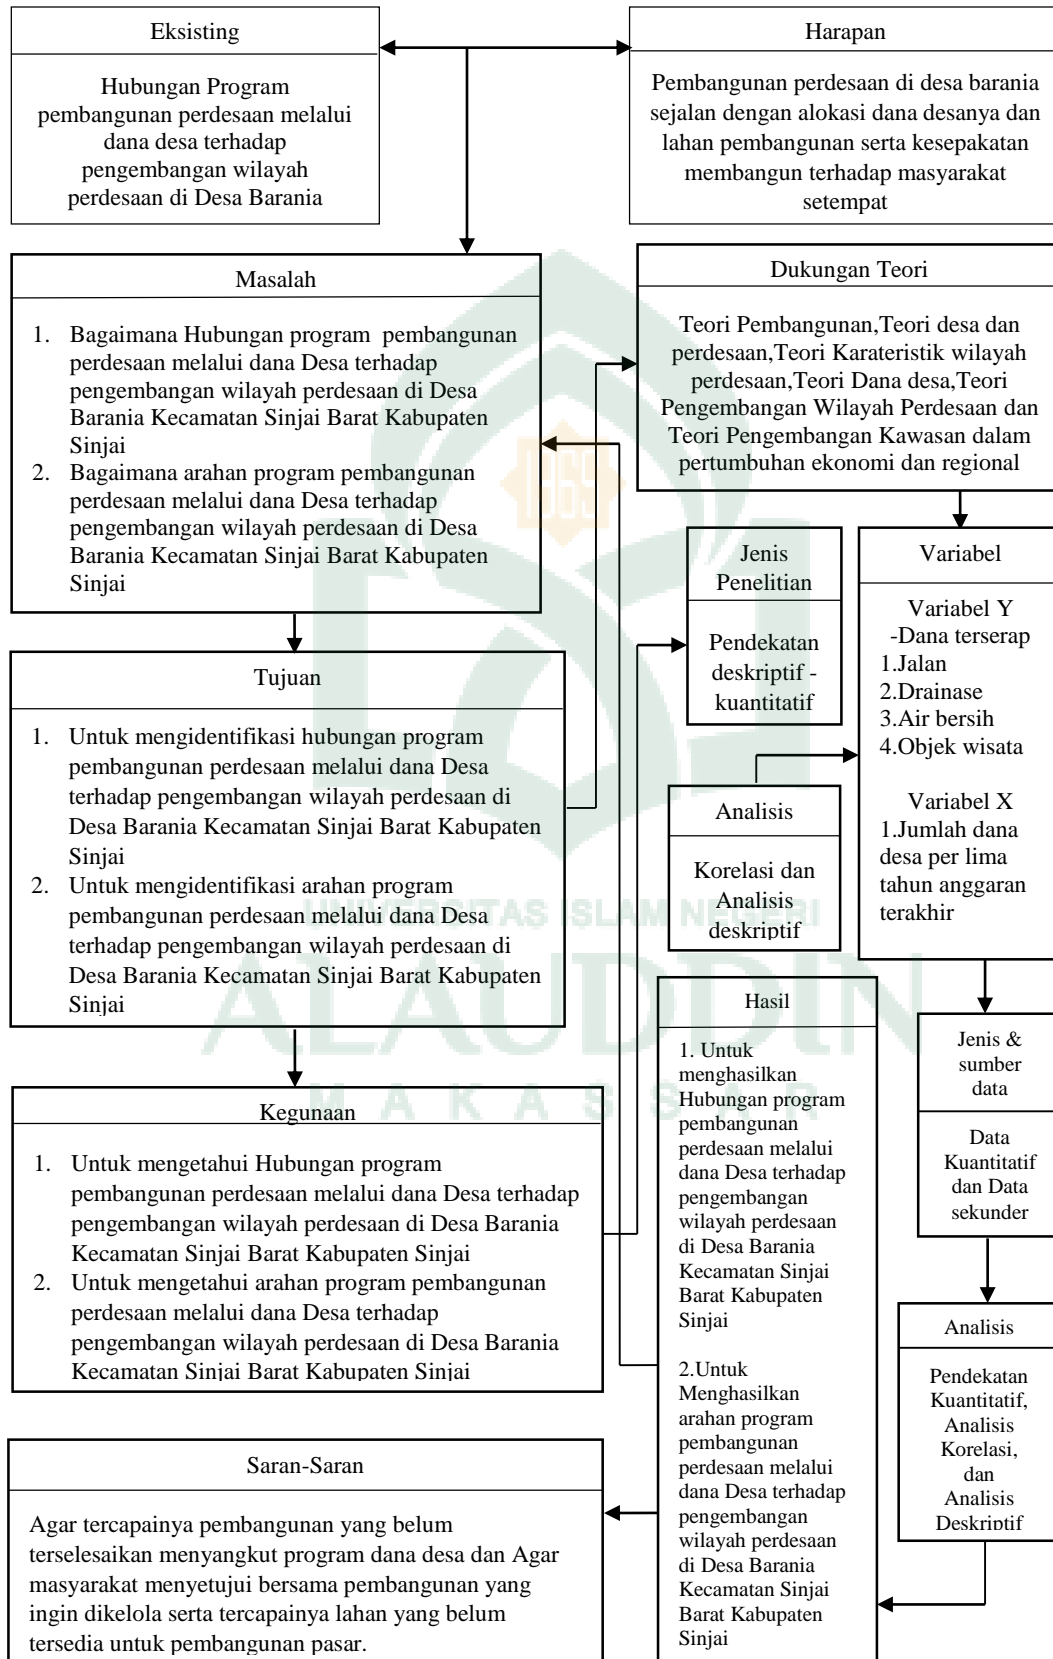 Eksisting
Hubungan Program
pembangunan perdesaan melalui
dana desa terhadap
pengembangan wilayah
perdesaan di Desa Barania
Harapan
Pembangunan perdesaan di desa barania
sejalan dengan alokasi dana desanya dan
lahan pembangunan serta kesepakatan
membangun terhadap masyarakat
setempat
Masalah
1. Bagaimana Hubungan program pembangunan
perdesaan melalui dana Desa terhadap
pengembangan wilayah perdesaan di Desa
Barania Kecamatan Sinjai Barat Kabupaten
Sinjai
2. Bagaimana arahan program pembangunan
perdesaan melalui dana Desa terhadap
pengembangan wilayah perdesaan di Desa
Barania Kecamatan Sinjai Barat Kabupaten
Sinjai
Dukungan Teori
Teori Pembangunan,Teori desa dan
perdesaan,Teori Karateristik wilayah
perdesaan,Teori Dana desa,Teori
Pengembangan Wilayah Perdesaan dan
Teori Pengembangan Kawasan dalam
pertumbuhan ekonomi dan regional
1965
Jenis
Penelitian
Pendekatan
deskriptif -
kuantitatif
Variabel
Variabel Y
-Dana terserap
1.Jalan
2.Drainase
3.Air bersih
4.Objek wisata
Variabel X
1.Jumlah dana
desa per lima
tahun anggaran
terakhir
Tujuan
1. Untuk mengidentifikasi hubungan program
pembangunan perdesaan melalui dana Desa
terhadap pengembangan wilayah perdesaan di
Desa Barania Kecamatan Sinjai Barat Kabupaten
Sinjai
2. Untuk mengidentifikasi arahan program
pembangunan perdesaan melalui dana Desa
terhadap pengembangan wilayah perdesaan di
Desa Barania Kecamatan Sinjai Barat Kabupaten
Sinjai
Analisis
Korelasi dan
Analisis
deskriptif
UNIVERSITAS ISLAM NEGERI
ALAUDDIN
MAKASSAR
Kegunaan
1. Untuk mengetahui Hubungan program
pembangunan perdesaan melalui dana Desa terhadap
pengembangan wilayah perdesaan di Desa Barania
Kecamatan Sinjai Barat Kabupaten Sinjai
2. Untuk mengetahui arahan program pembangunan
perdesaan melalui dana Desa terhadap
pengembangan wilayah perdesaan di Desa Barania
Kecamatan Sinjai Barat Kabupaten Sinjai
Hasil
1. Untuk
menghasilkan
Hubungan program
pembangunan
perdesaan melalui
dana Desa terhadap
pengembangan
wilayah perdesaan
di Desa Barania
Kecamatan Sinjai
Barat Kabupaten
Sinjai
2.Untuk
Menghasilkan
arahan program
pembangunan
perdesaan melalui
dana Desa terhadap
pengembangan
wilayah perdesaan
di Desa Barania
Kecamatan Sinjai
Barat Kabupaten
Sinjai
Jenis &
sumber
data
Data
Kuantitatif
dan Data
sekunder
Analisis
Pendekatan
Kuantitatif,
Analisis
Korelasi,
dan
Analisis
Deskriptif
Saran-Saran
Agar tercapainya pembangunan yang belum
terselesaikan menyangkut program dana desa dan Agar
masyarakat menyetujui bersama pembangunan yang
ingin dikelola serta tercapainya lahan yang belum
tersedia untuk pembangunan pasar.